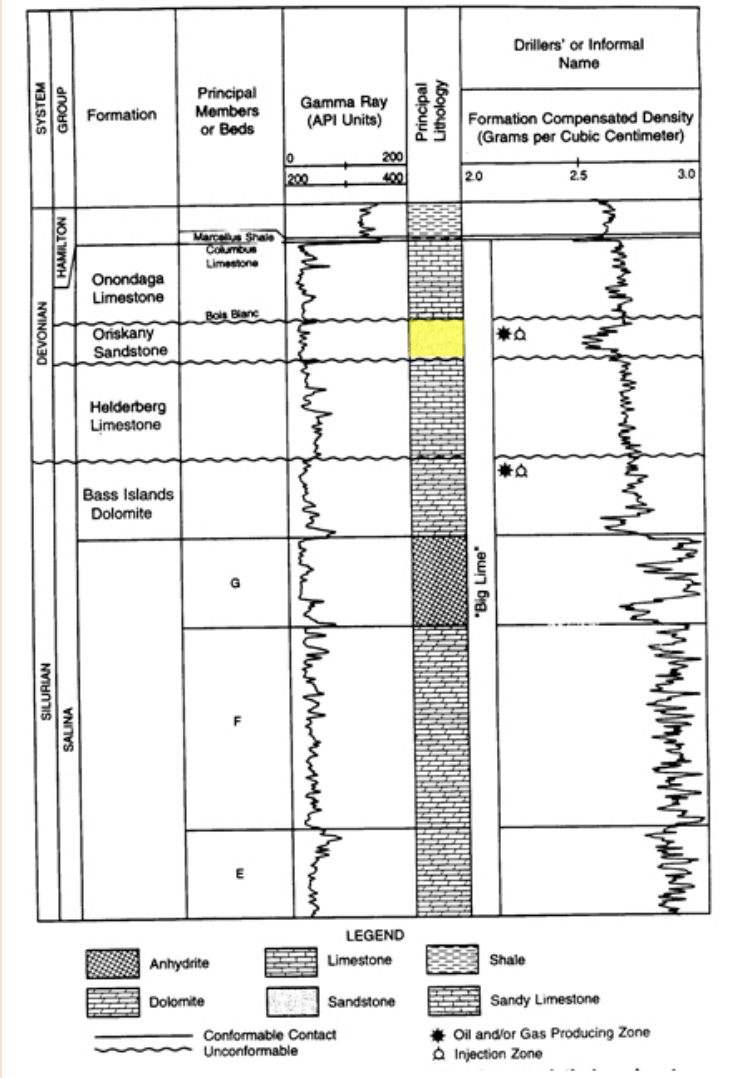 SYSTEM
GROUP
Formation
Principal
Members
or Beds
Gamma Ray
(API Units)
0 200
200 400
Principal
Lithology
Drillers' or Informal
Name
Formation Compensated Density
(Grams per Cubic Centimeter)
2.0 2.5 3.0
DEVONIAN
HAMILTON
Marcellus Shale
Columbus
Limestone
Onondaga
Limestone
Bois Blanc
Oriskany
Sandstone
Helderberg
Limestone
Bass Islands
Dolomite
SILURIAN
SALINA
G
F
E
"Big Lime"
LEGEND
Anhydrite
Limestone
Shale
Dolomite
Sandstone
Sandy Limestone
Conformable Contact
Unconformable
Oil and/or Gas Producing Zone
Injection Zone